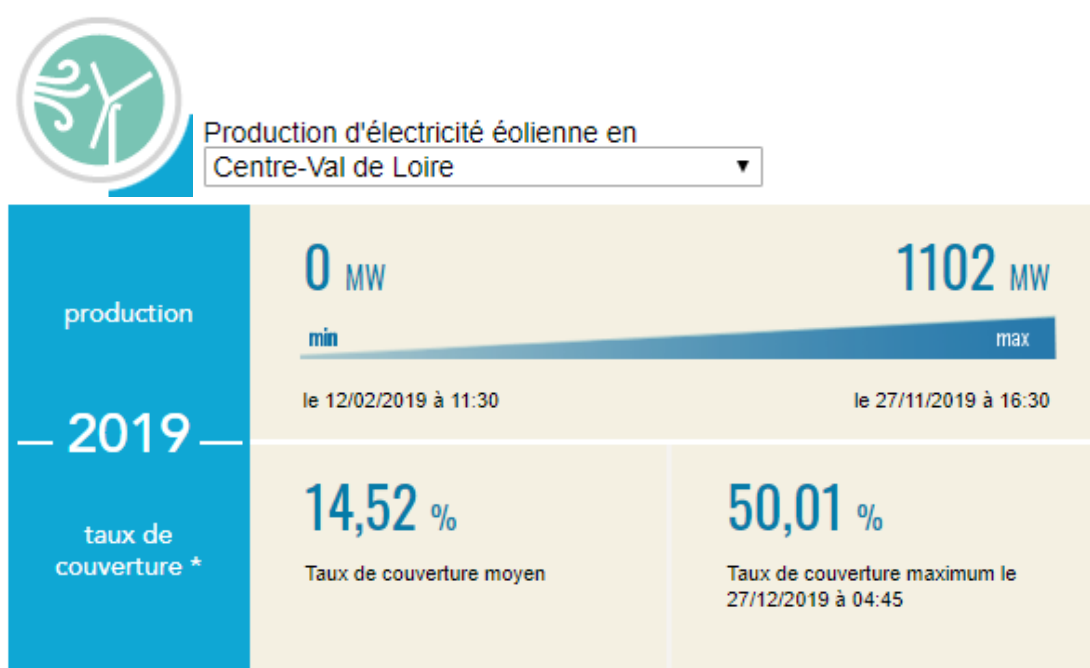 Production d'électricité éolienne en
Centre-Val de Loire
production
2019
taux de
couverture *
0 MW
1102 MW
min
max
le 12/02/2019 à 11:30
le 27/11/2019 à 16:30
14,52 %
Taux de couverture moyen
50,01 %
Taux de couverture maximum le
27/12/2019 à 04:45